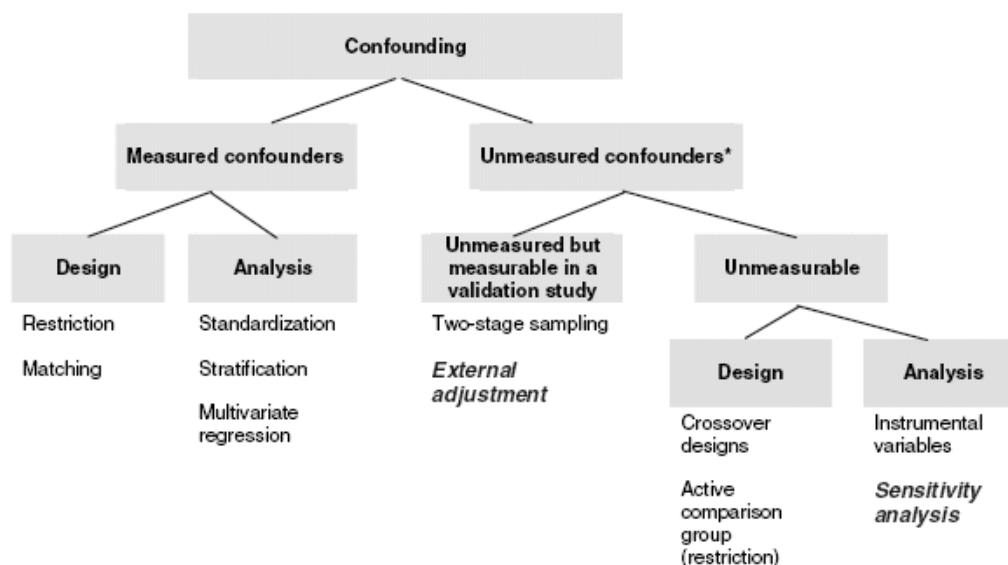 Confounding
Measured confounders
Unmeasured confounders*
Design
Restriction
Matching
Analysis
Standardization
Stratification
Multivariate
regression
Unmeasured but
measurable in a
validation study
Two-stage sampling
External
adjustment
Unmeasurable
Design
Crossover
designs
Active
comparison
group
(restriction)
Analysis
Instrumental
variables
Sensitivity
analysis